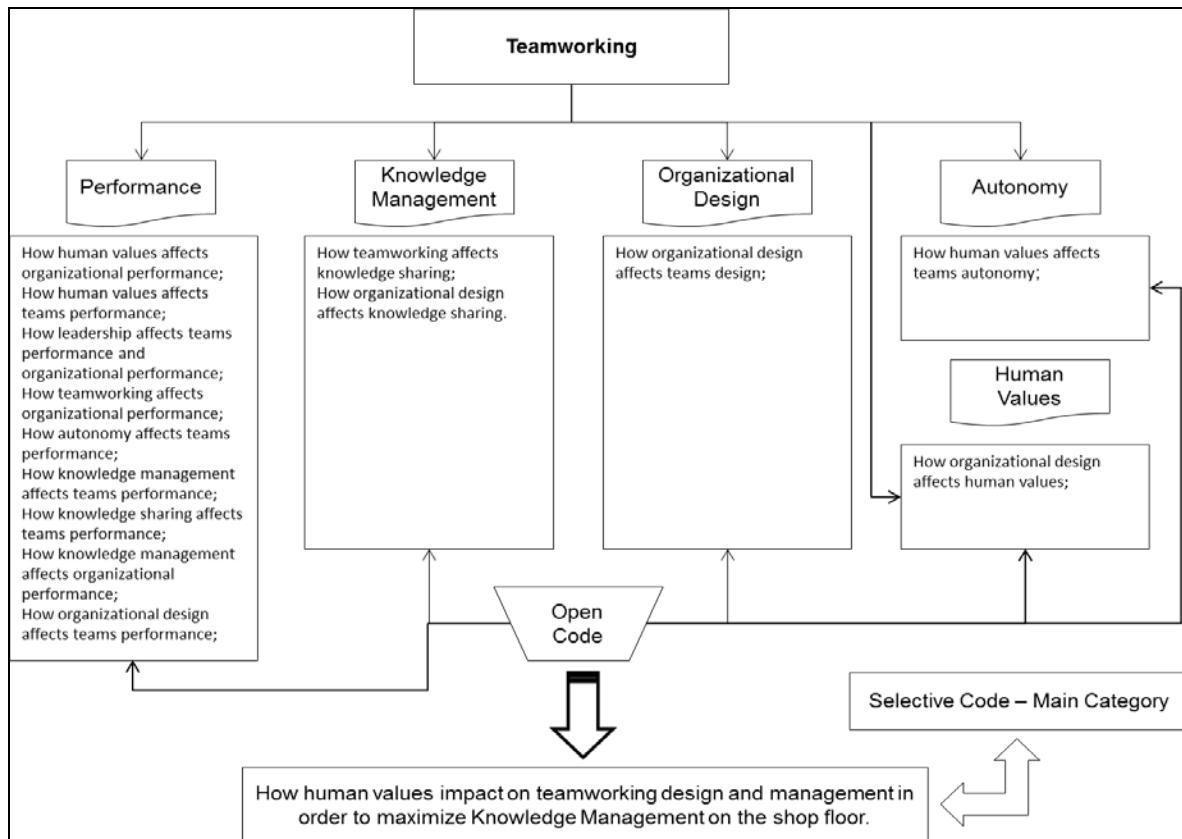 Teamworking
Performance
Knowledge
Management
Organizational
Design
Autonomy
How human values affects
organizational performance;
How human values affects
teams performance;
How leadership affects teams
performance and
organizational performance;
How teamworking affects
organizational performance;
How autonomy affects teams
performance;
How knowledge management
affects teams performance;
How knowledge sharing affects
teams performance;
How knowledge management
affects organizational
performance;
How organizational design
affects teams performance;
How teamworking affects
knowledge sharing;
How organizational design
affects knowledge sharing.
How organizational design
affects teams design;
How human values affects
teams autonomy;
Human
Values
How organizational design
affects human values;
Open
Code
Selective Code – Main Category
How human values impact on teamworking design and management in
order to maximize Knowledge Management on the shop floor.